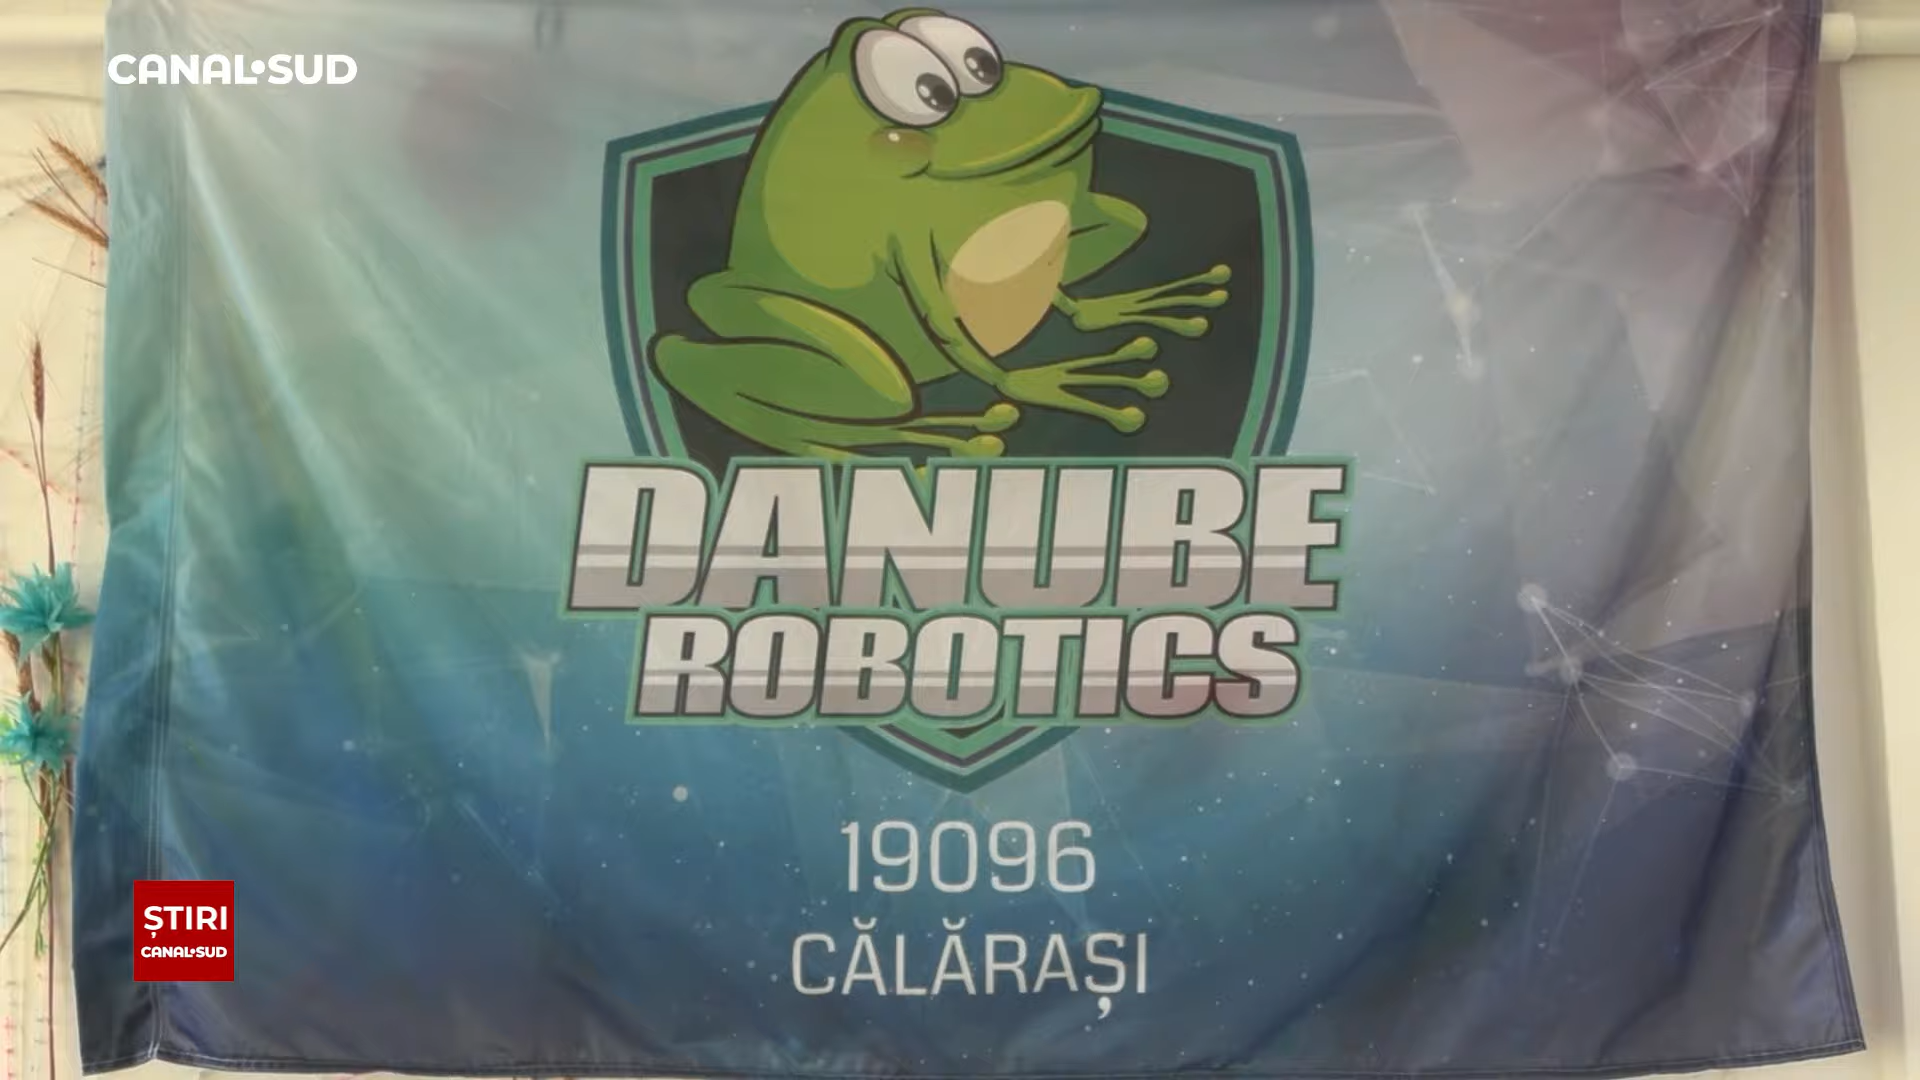 CANAL•SUD
DANUBE
ROBOTICS
19096
CĂLĂRAȘI
ȘTIRI
CANAL•SUD